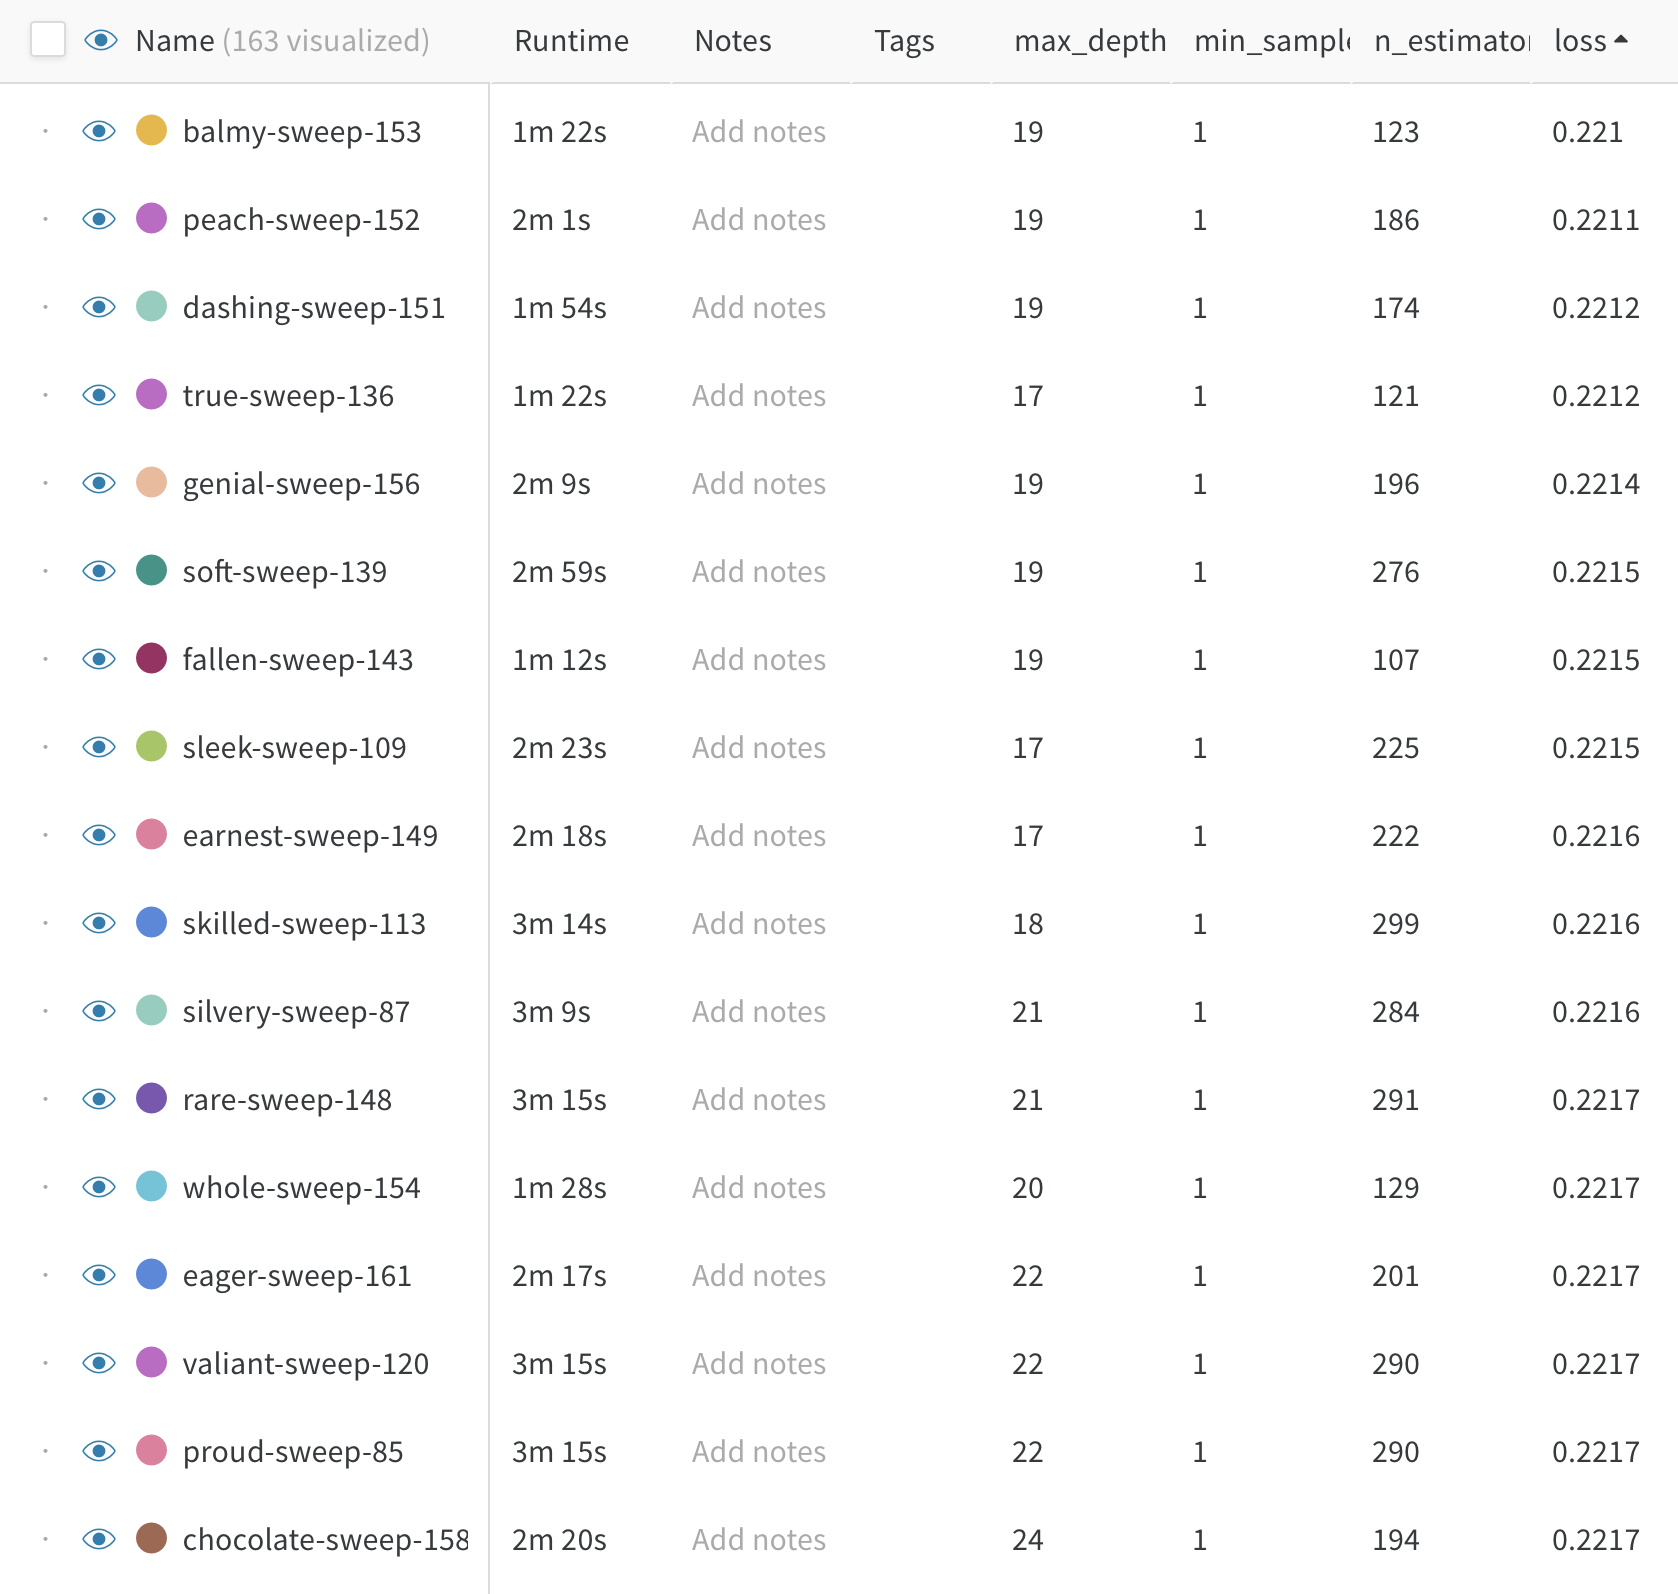 Name (163 visualized) Runtime Notes Tags max_depth min_sample n_estimator loss
balmy-sweep-153 1m 22s Add notes 19 1 123 0.221
peach-sweep-152 2m 1s Add notes 19 1 186 0.2211
dashing-sweep-151 1m 54s Add notes 19 1 174 0.2212
true-sweep-136 1m 22s Add notes 17 1 121 0.2212
genial-sweep-156 2m 9s Add notes 19 1 196 0.2214
soft-sweep-139 2m 59s Add notes 19 1 276 0.2215
fallen-sweep-143 1m 12s Add notes 19 1 107 0.2215
sleek-sweep-109 2m 23s Add notes 17 1 225 0.2215
earnest-sweep-149 2m 18s Add notes 17 1 222 0.2216
skilled-sweep-113 3m 14s Add notes 18 1 299 0.2216
silvery-sweep-87 3m 9s Add notes 21 1 284 0.2216
rare-sweep-148 3m 15s Add notes 21 1 291 0.2217
whole-sweep-154 1m 28s Add notes 20 1 129 0.2217
eager-sweep-161 2m 17s Add notes 22 1 201 0.2217
valiant-sweep-120 3m 15s Add notes 22 1 290 0.2217
proud-sweep-85 3m 15s Add notes 22 1 290 0.2217
chocolate-sweep-158 2m 20s Add notes 24 1 194 0.2217